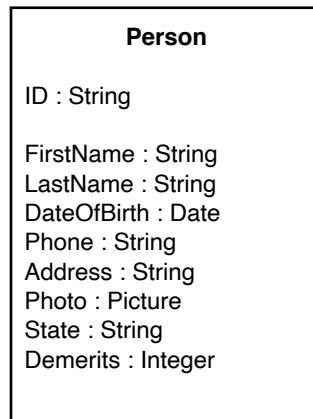 Person
ID : String
FirstName : String
LastName : String
DateOfBirth : Date
Phone : String
Address : String
Photo : Picture
State : String
Demerits : Integer